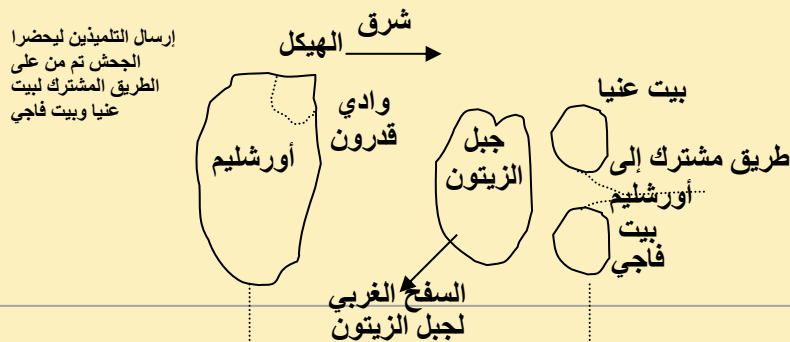 شرق
الهيكل
إرسال التلميذين ليحضرا
الجحش تم من على
الطريق المشترك لبيت
عنيا وبيت فاجي
وادي
قدرون
أورشليم
جبل
الزيتون
بيت عنيا
طريق مشترك إلى
أورشليم
بيت
فاجي
السفح الغربي
لجبل الزيتون